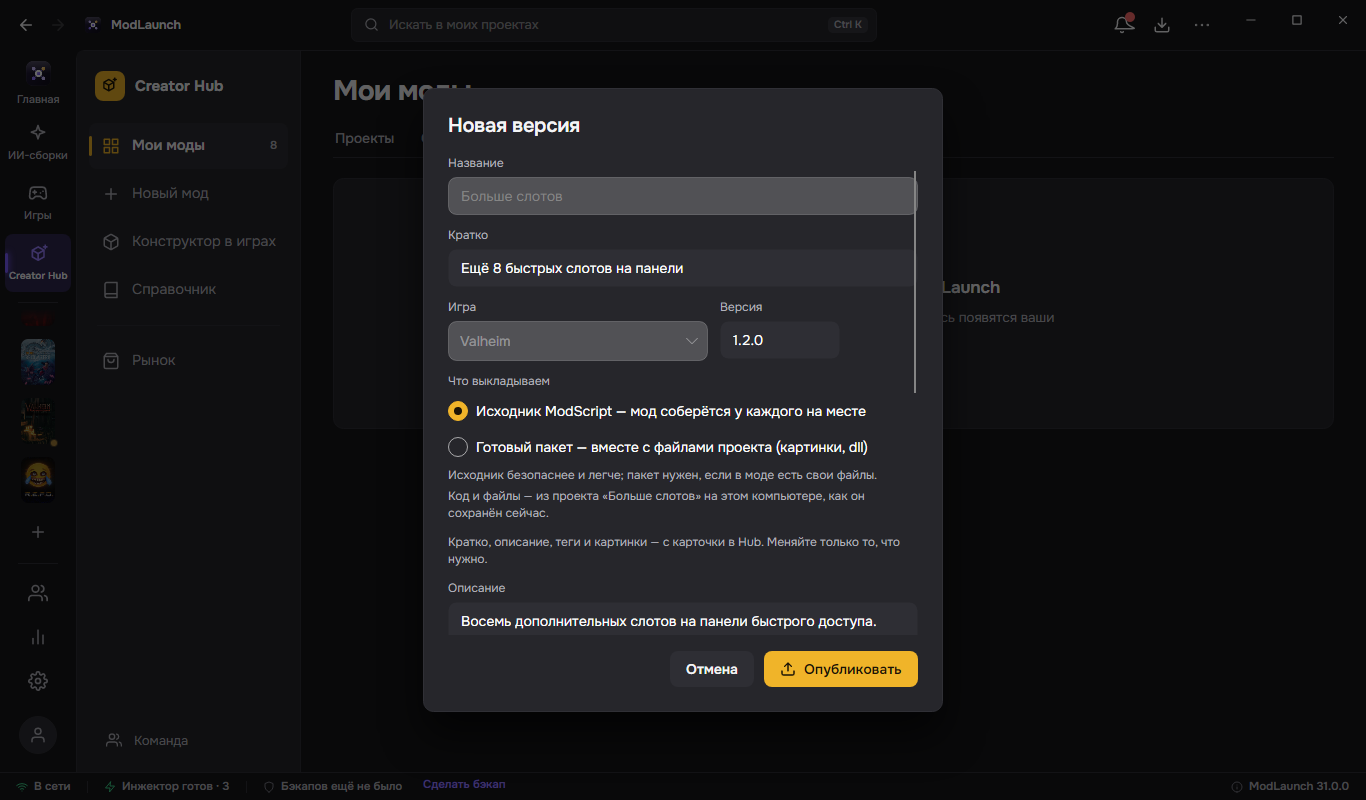 ModLaunch
Искать в моих проектах
Ctrl K
Главная
ИИ-сборки
Игры
Creator Hub
Creator Hub
Мои моды
8
Новый мод
Конструктор в играх
Справочник
Рынок
Команда
Мои
Проекты
Launch
появятся ваши
Новая версия
Название
Больше слотов
Кратко
Ещё 8 быстрых слотов на панели
Игра
Версия
Valheim
1.2.0
Что выкладываем
Исходник ModScript — мод соберётся у каждого на месте
Готовый пакет — вместе с файлами проекта (картинки, dll)
Исходник безопаснее и легче; пакет нужен, если в моде есть свои файлы.
Код и файлы — из проекта «Больше слотов» на этом компьютере, как он
сохранён сейчас.
Кратко, описание, теги и картинки — с карточки в Hub. Меняйте только то, что
нужно.
Описание
Восемь дополнительных слотов на панели быстрого доступа.
Отмена
Опубликовать
В сети
Инжектор готов · 3
Бэкапов ещё не было
Сделать бэкап
ModLaunch 31.0.0